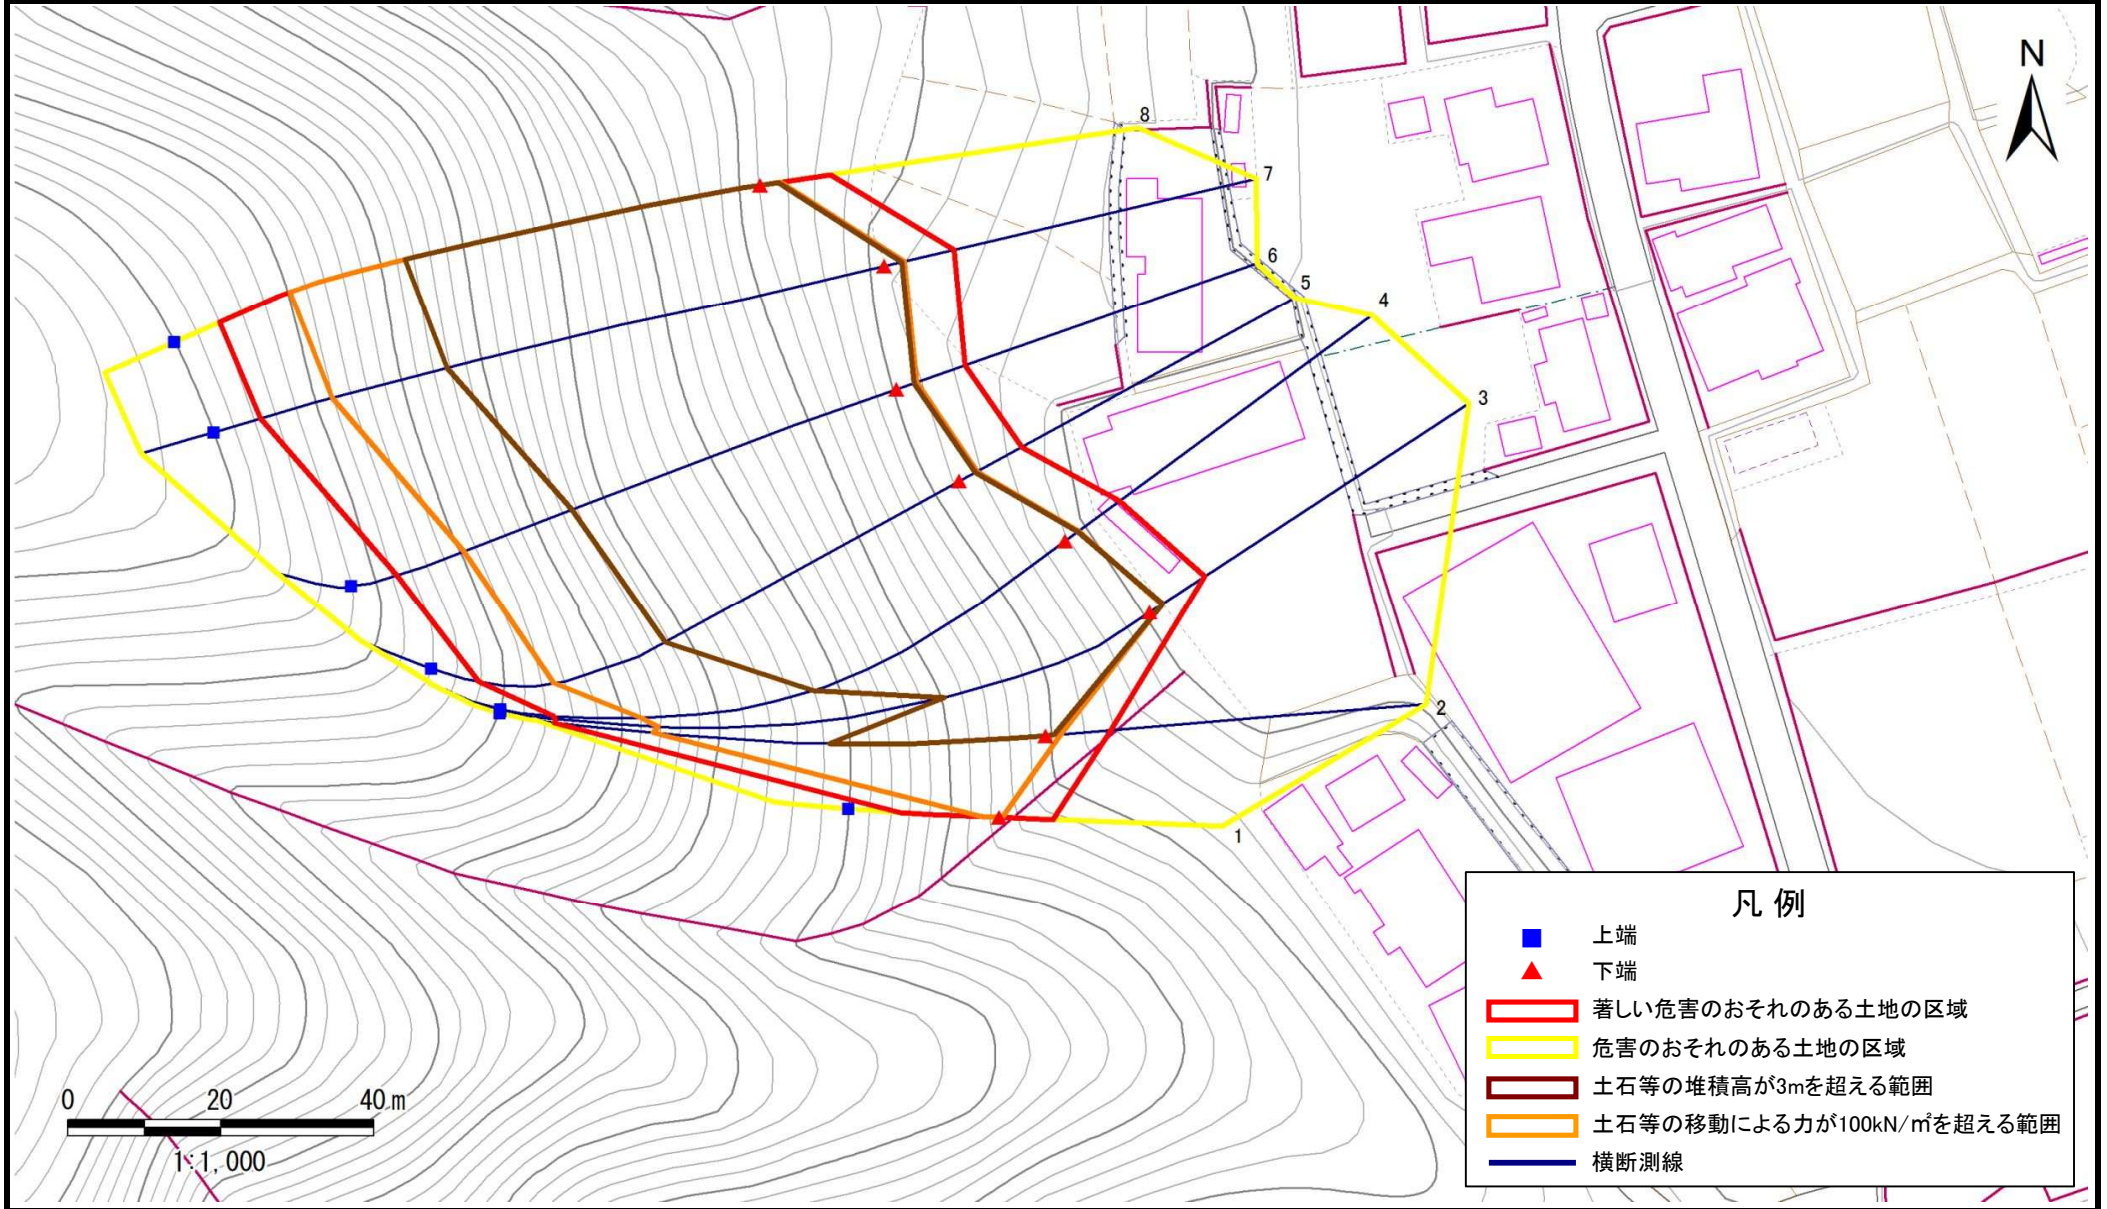 N
8
7
6
5
4
3
2
1
凡 例
上端
下端
著しい危害のおそれのある土地の区域
危害のおそれのある土地の区域
土石等の堆積高が3mを超える範囲
土石等の移動による力が100kN/㎡を超える範囲
横断測線
0 20 40 m
1:1,000